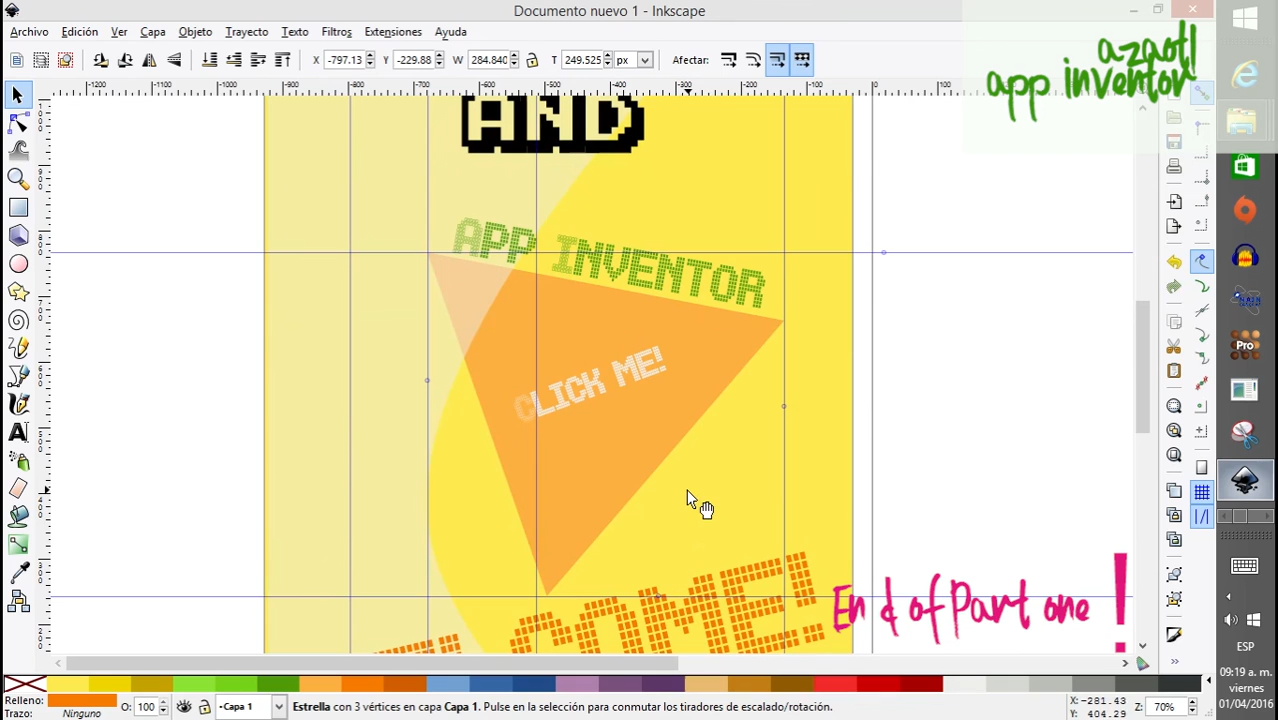 Documento nuevo 1 - Inkscape
Archivo Edición Ver Capa Objeto Trayecto Texto Filtros Extensiones Ayuda
X -797.13 Y -229.88 W 284.840 T 249.525 px Afectar:
azaotl
app inventor
AND
APP INVENTOR
CLICK ME!
OME!
End of Part one !
Pro
ESP
09:19 a. m.
viernes
01/04/2016
Relleno:
Trazo: Ninguno
O: 100
Capa 1
Estrella con 3 vértices en capa Capa 1. Pulse en la selección para conmutar los tiradores de escalado/rotación.
X: -281.43
Y: 404.29
Z: 70%